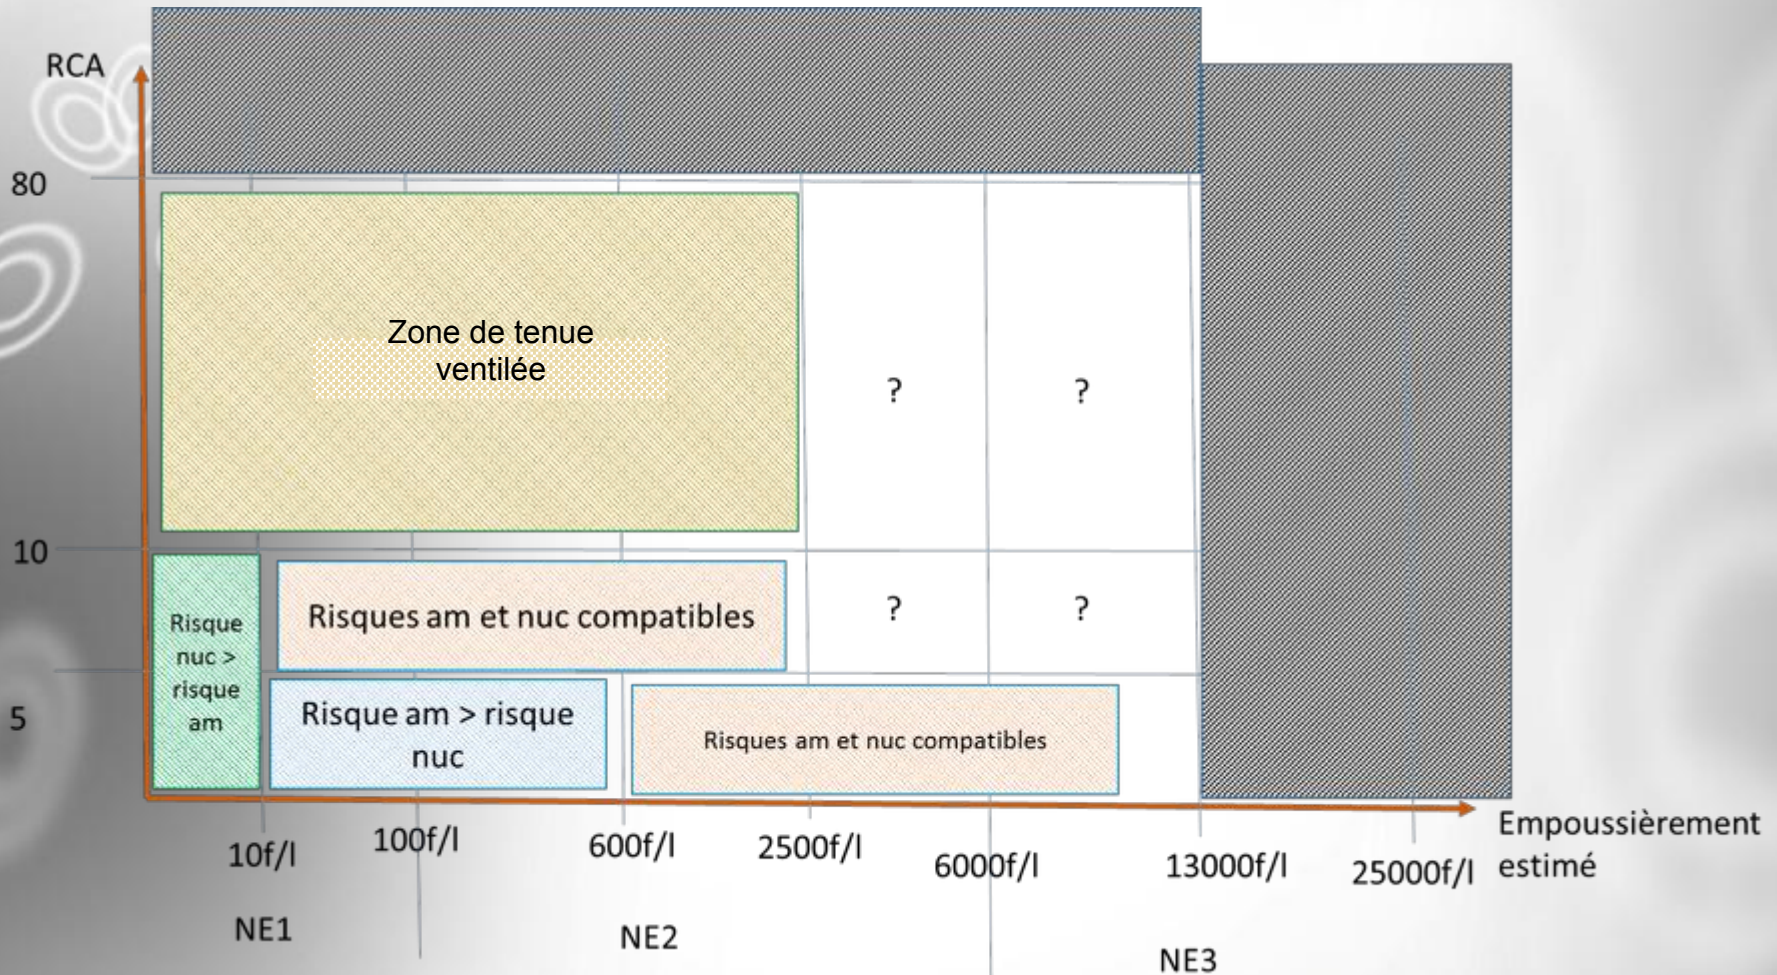 RCA
80
Zone de tenue
ventilée
?
?
10
Risque
nuc >
risque
am
Risques am et nuc compatibles
?
?
5
Risque am > risque
nuc
Risques am et nuc compatibles
10f/l
100f/l
600f/l
2500f/l
6000f/l
13000f/l
25000f/l
Empoussièrement
estimé
NE1
NE2
NE3